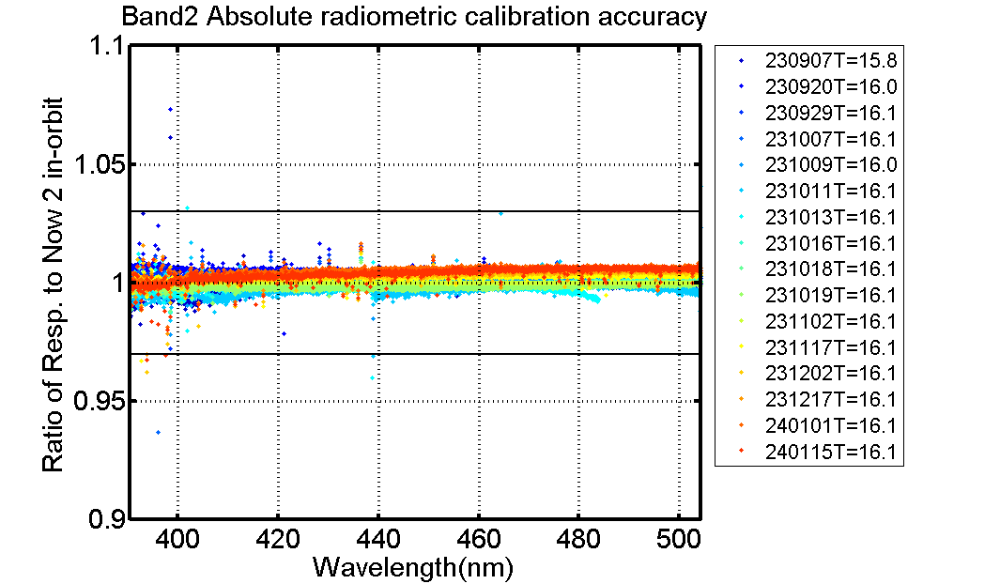 Band2 Absolute radiometric calibration accuracy
Ratio of Resp. to Now 2 in-orbit
1.1
1.05
1
0.95
0.9
400 420 440 460 480 500
Wavelength(nm)
230907T=15.8
230920T=16.0
230929T=16.1
231007T=16.1
231009T=16.0
231011T=16.1
231013T=16.1
231016T=16.1
231018T=16.1
231019T=16.1
231102T=16.1
231117T=16.1
231202T=16.1
231217T=16.1
240101T=16.1
240115T=16.1